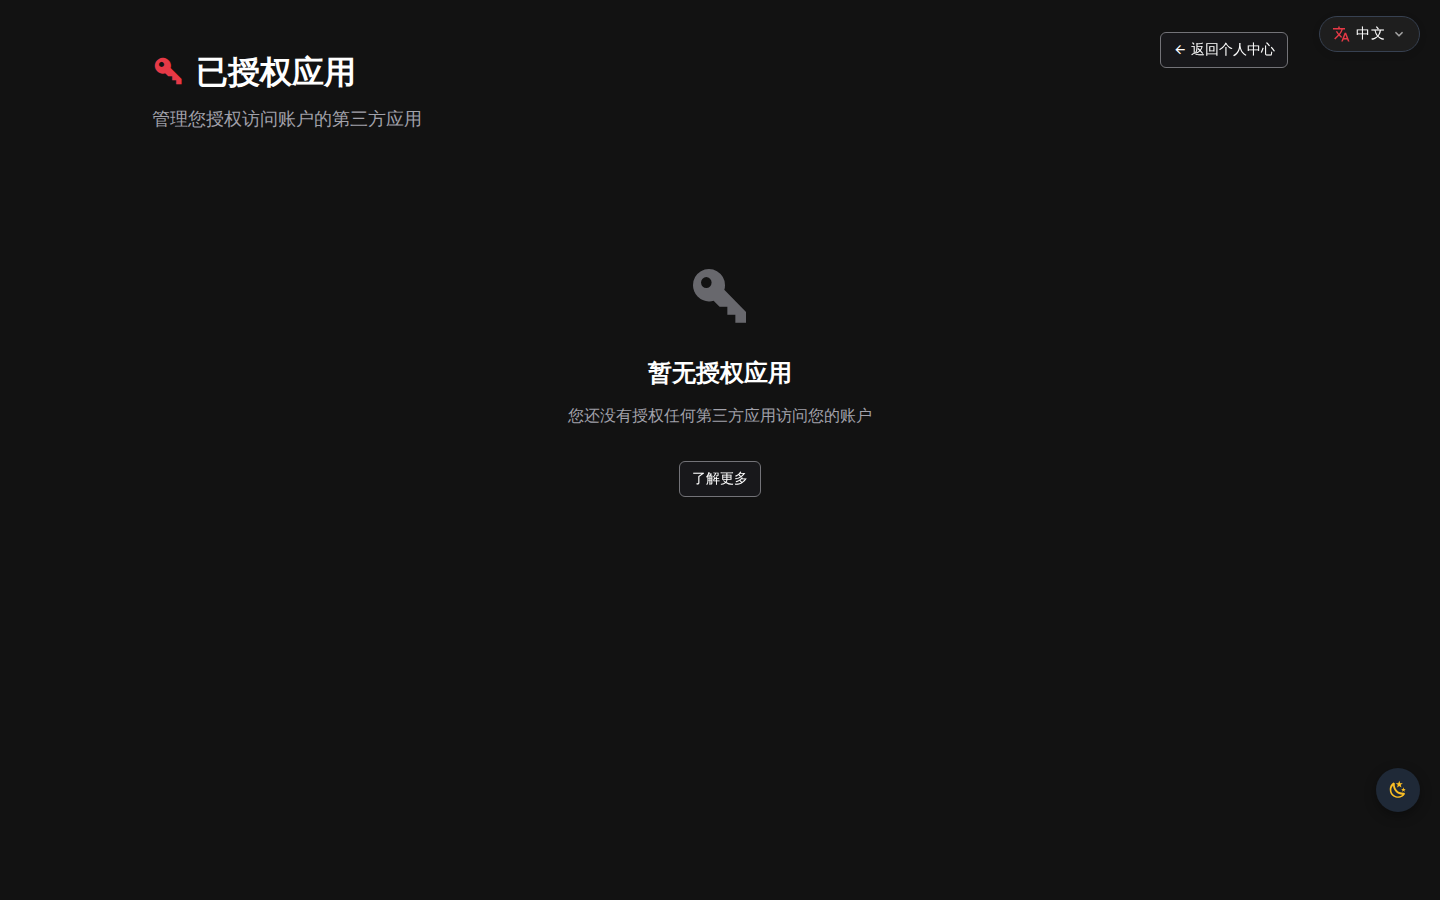 中文
返回个人中心
已授权应用
管理您授权访问账户的第三方应用
暂无授权应用
您还没有授权任何第三方应用访问您的账户
了解更多